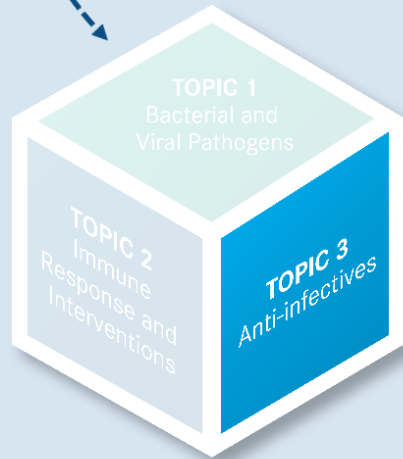 TOPIC 1
Bacterial and
Viral Pathogens
TOPIC 2
Immune
Response and
Interventions
TOPIC 3
Anti-infectives